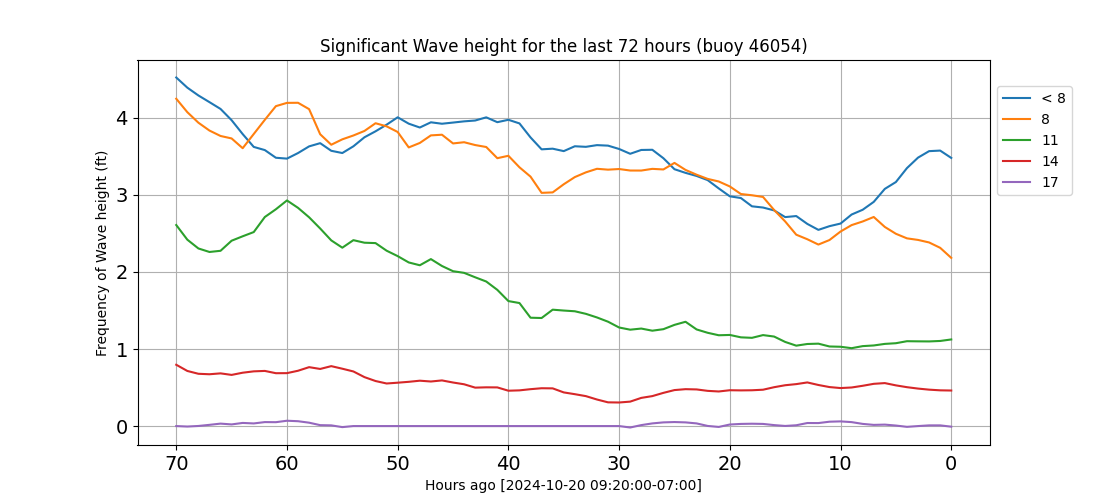 Significant Wave height for the last 72 hours (buoy 46054)
Frequency of Wave height (ft)
4
3
2
1
0
70 60 50 40 30 20 10 0
Hours ago [2024-10-20 09:20:00-07:00]
< 8
8
11
14
17